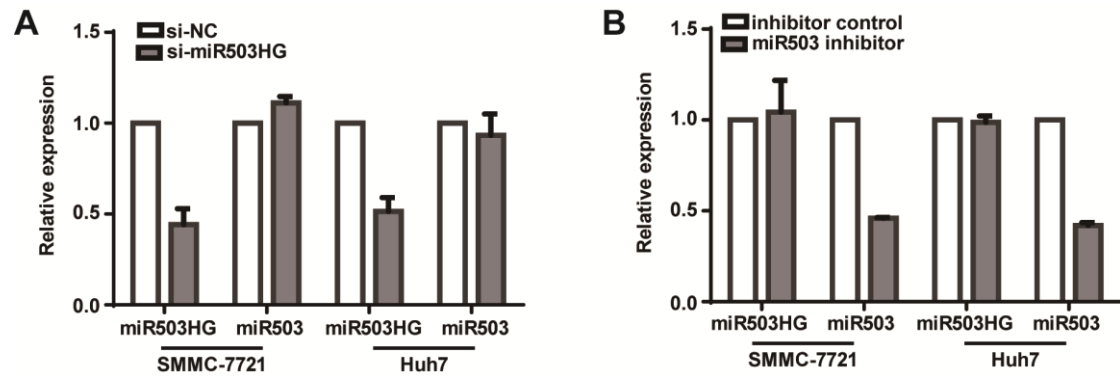 A
si-NC
si-miR503HG
Relative expression
1.5
1.0
0.5
0.0
miR503HG miR503 miR503HG miR503
SMMC-7721 Huh7
B
inhibitor control
miR503 inhibitor
Relative expression
1.5
1.0
0.5
0.0
miR503HG miR503 miR503HG miR503
SMMC-7721 Huh7